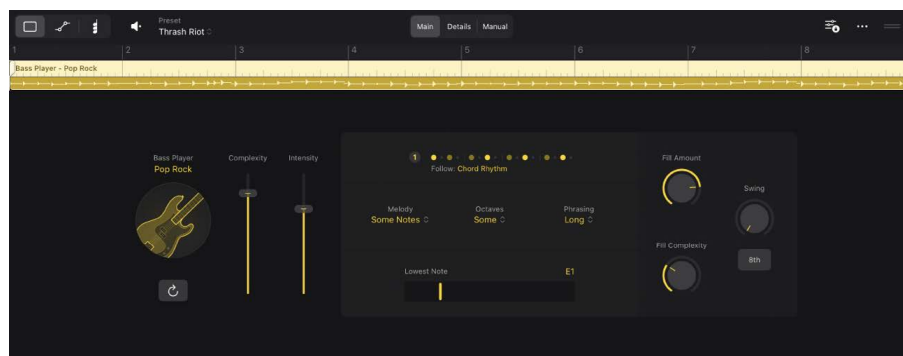 Preset
Thrash Riot
Main Details Manual
1 2 3 4 5 6 7 8
Bass Player - Pop Rock
Bass Player
Pop Rock
Complexity
Intensity
1
Follow: Chord Rhythm
Melody
Some Notes
Octaves
Some
Phrasing
Long
Lowest Note
E1
Fill Amount
Fill Complexity
Swing
8th